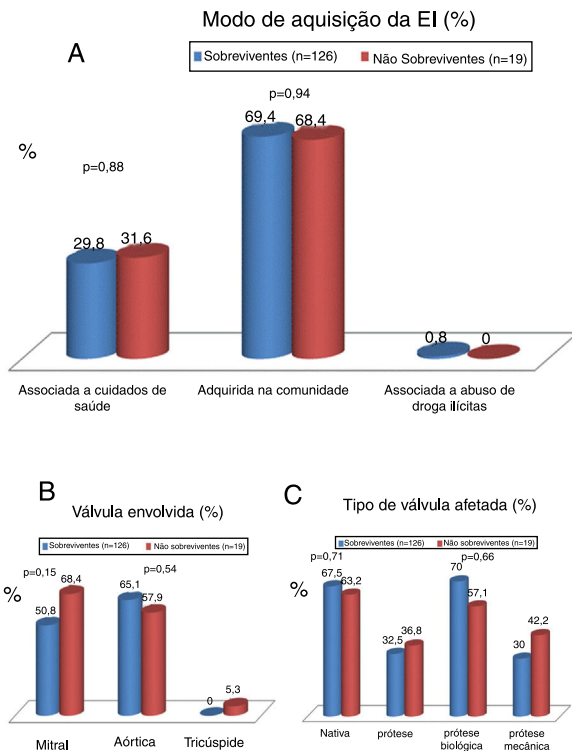 Modo de aquisição da EI (%)
A
Sobreviventes (n=126) Não Sobreviventes (n=19)
p=0,94
69,4 68,4
%
p=0,88
29,8 31,6
0,8 0
Associada a cuidados de saúde
Adquirida na comunidade
Associada a abuso de droga ilícitas
B
Válvula envolvida (%)
Sobreviventes (n=126) Não sobreviventes (n=19)
p=0,15 p=0,54
%
50,8 68,4 65,1 57,9 0 5,3
Mitral Aórtica Tricúspide
C
Tipo de válvula afetada (%)
Sobreviventes (n=126) Não sobreviventes (n=19)
p=0,71 p=0,66
%
67,5 63,2 32,5 36,8 70 57,1 30 42,2
Nativa prótese prótese biológica prótese mecânica